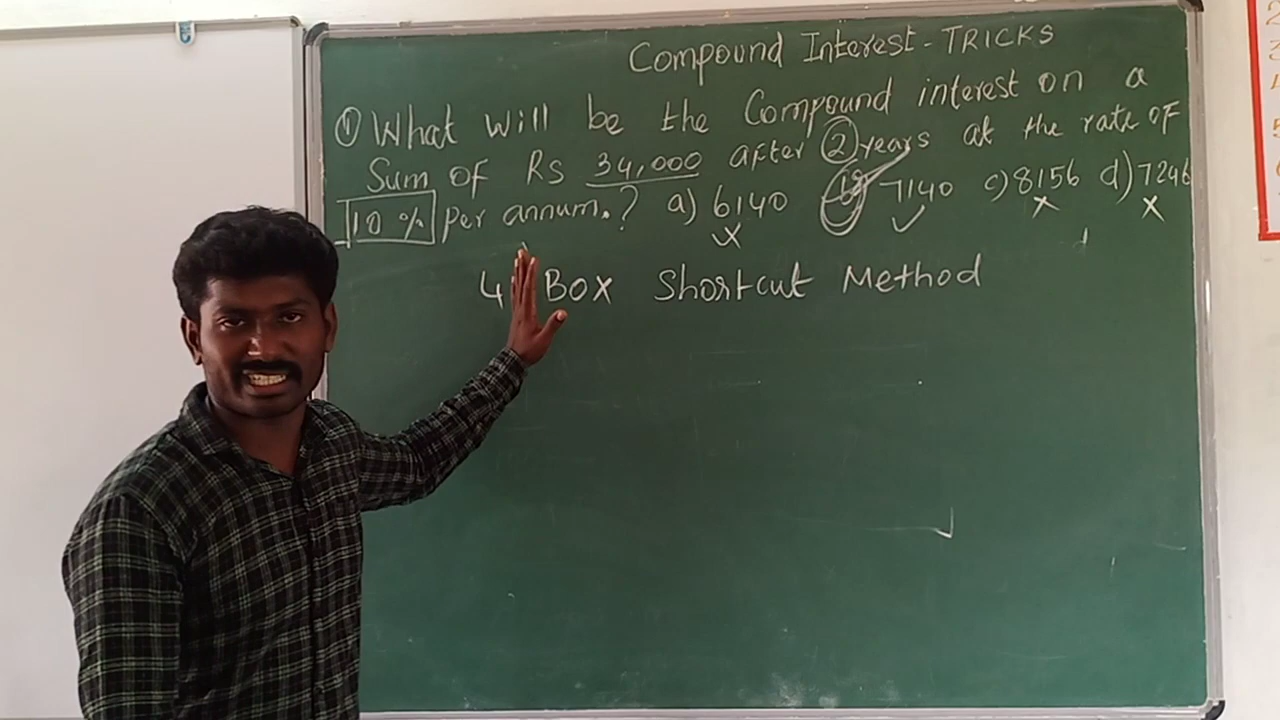 Compound Interest - TRICKS
① What will be the Compound interest on a
Sum of Rs 34,000 after 2 years at the rate of
10 % per annum.? a) 6140 7140 c) 8156 d) 7246
4 Box Shortcut Method